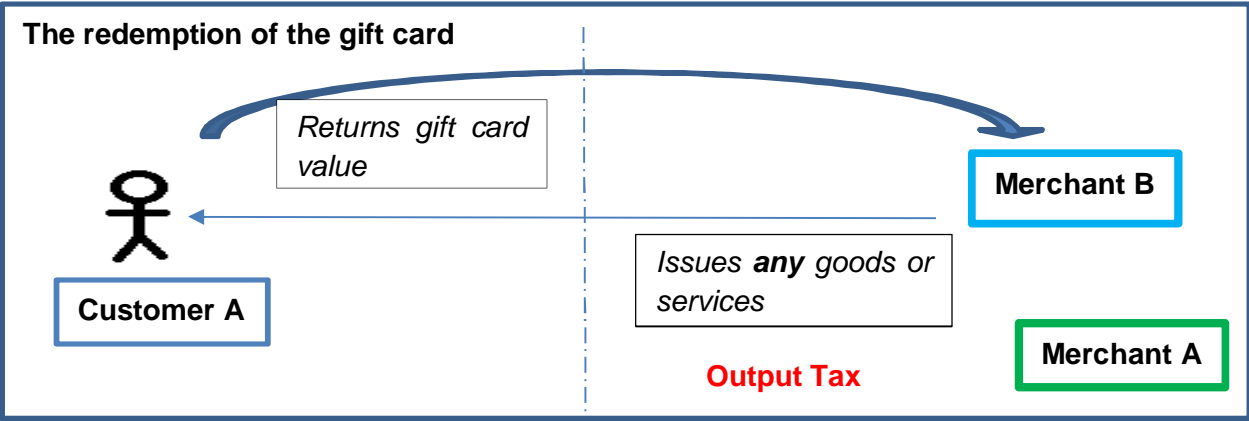 The redemption of the gift card
Returns gift card
value
Merchant B
Issues any goods or
services
Customer A
Merchant A
Output Tax